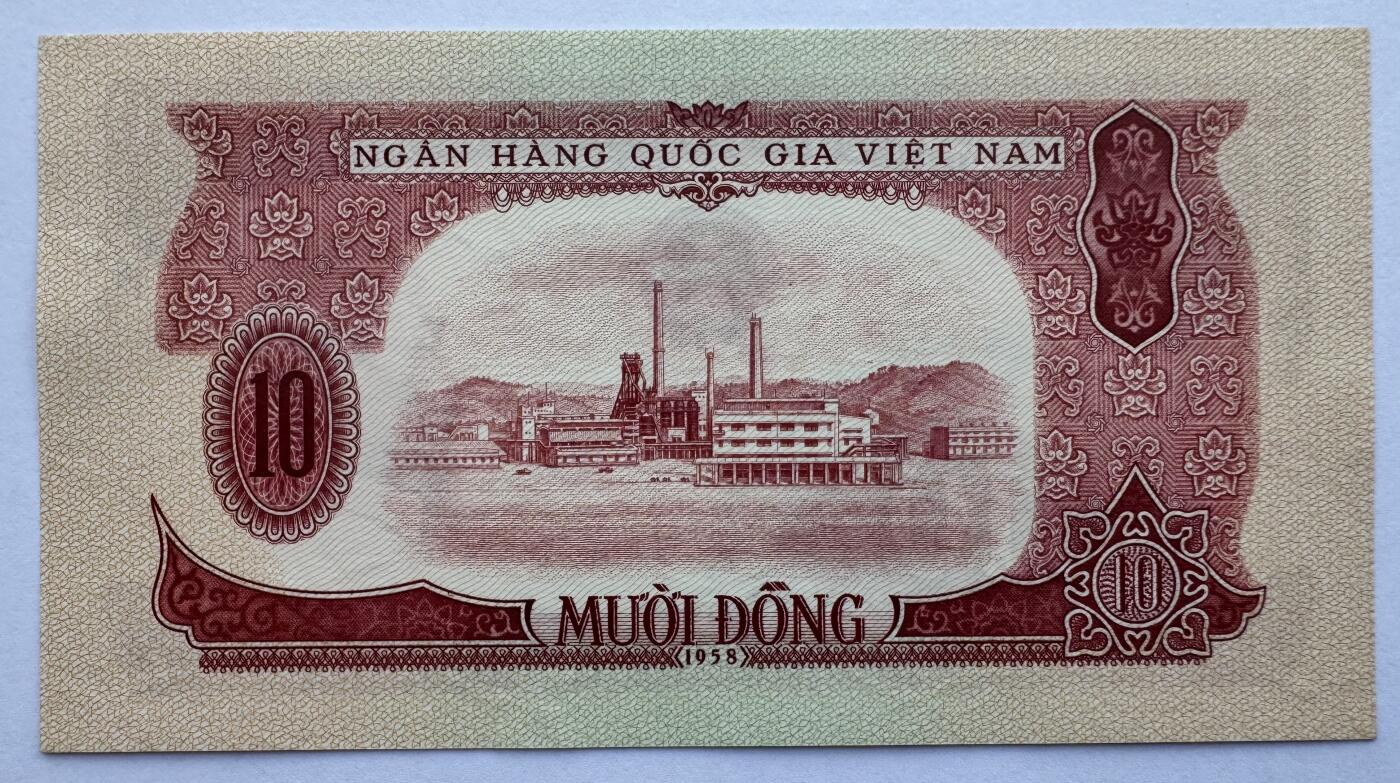 NGÂN HÀNG QUỐC GIA VIỆT NAM
10
10
MƯỜI ĐỒNG
1958